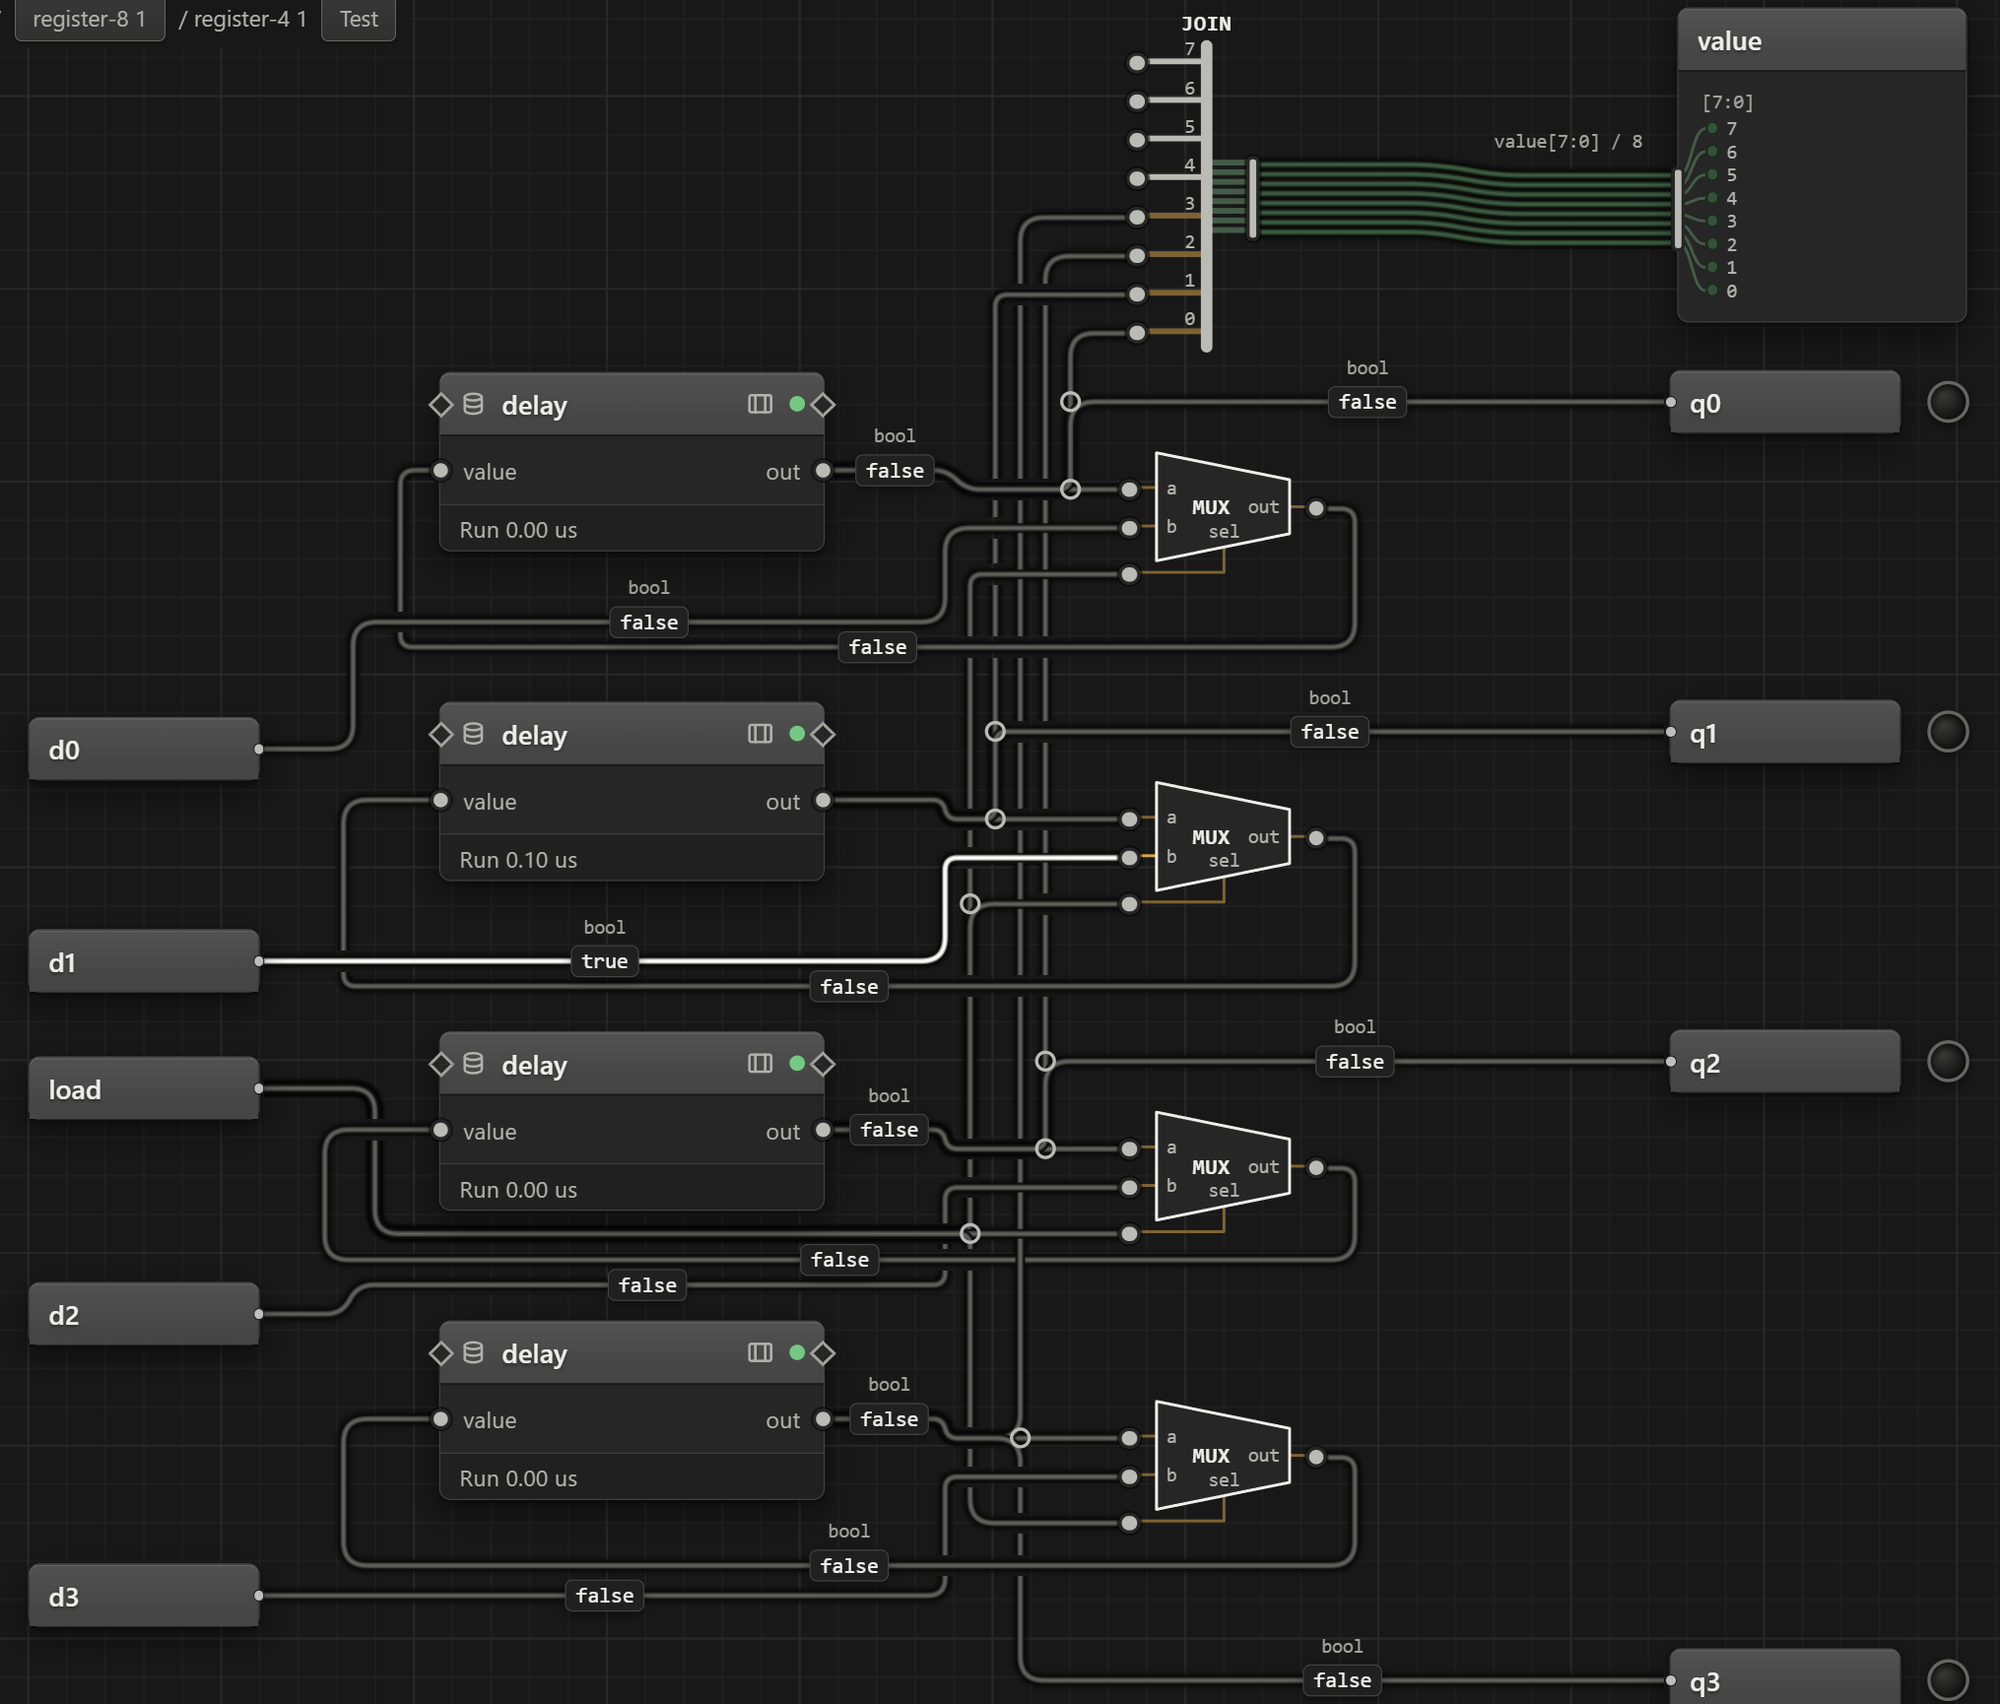 / register-8 1 / register-4 1 Test
JOIN
7
6
5
4
3
2
1
0
value[7:0] / 8
value
[7:0]
7
6
5
4
3
2
1
0
delay
value out
Run 0.00 us
bool
false
bool
false
q0
a
b
MUX
sel
out
bool
false
false
d0
delay
value out
Run 0.10 us
bool
false
q1
a
b
MUX
sel
out
d1
bool
true
false
load
delay
value out
Run 0.00 us
bool
false
bool
false
q2
a
b
MUX
sel
out
false
false
d2
delay
value out
Run 0.00 us
bool
false
a
b
MUX
sel
out
bool
false
d3
false
bool
false
q3